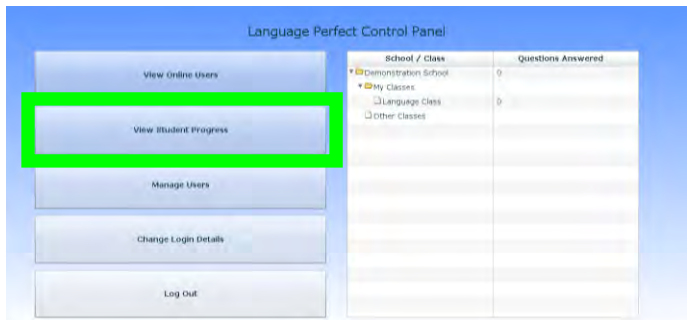 Language Perfect Control Panel
View Online Users
View Student Progress
Manage Users
Change Login Details
Log Out
School / Class Questions Answered
Demonstration School 0
My Classes
Language Class 0
Other Classes